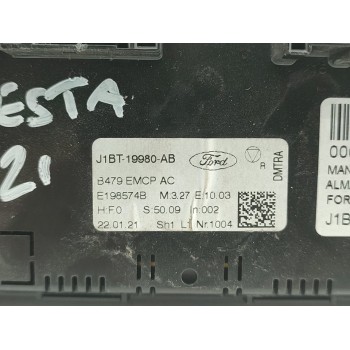 ESTA
21
J1BT-19980-AB
Ford
R
DMTRA
B479 EMCP AC
E198574B M:3.27 E:10.03
H:F0 S:50.09 In:002
22.01.21 Sh1 L1 Nr1004
000
MAN
ALM
FOR
J1B